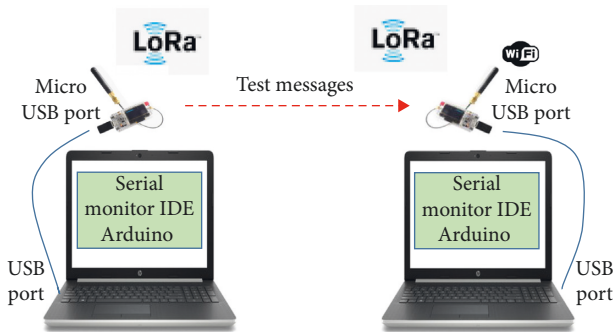 LoRa
LoRa
WiFi
Micro
USB port
Test messages
Micro
USB port
Serial
monitor IDE
Arduino
Serial
monitor IDE
Arduino
USB
port
USB
port